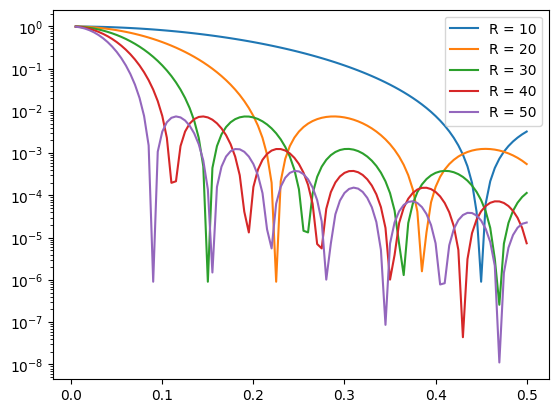 10⁰
10⁻¹
10⁻²
10⁻³
10⁻⁴
10⁻⁵
10⁻⁶
10⁻⁷
10⁻⁸
R = 10
R = 20
R = 30
R = 40
R = 50
0.0 0.1 0.2 0.3 0.4 0.5